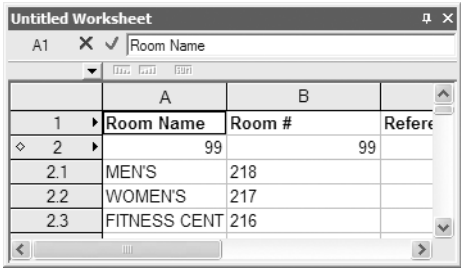 Untitled Worksheet
A1 Room Name
A B
1 Room Name Room # Refere
2 99 99
2.1 MEN'S 218
2.2 WOMEN'S 217
2.3 FITNESS CENT 216